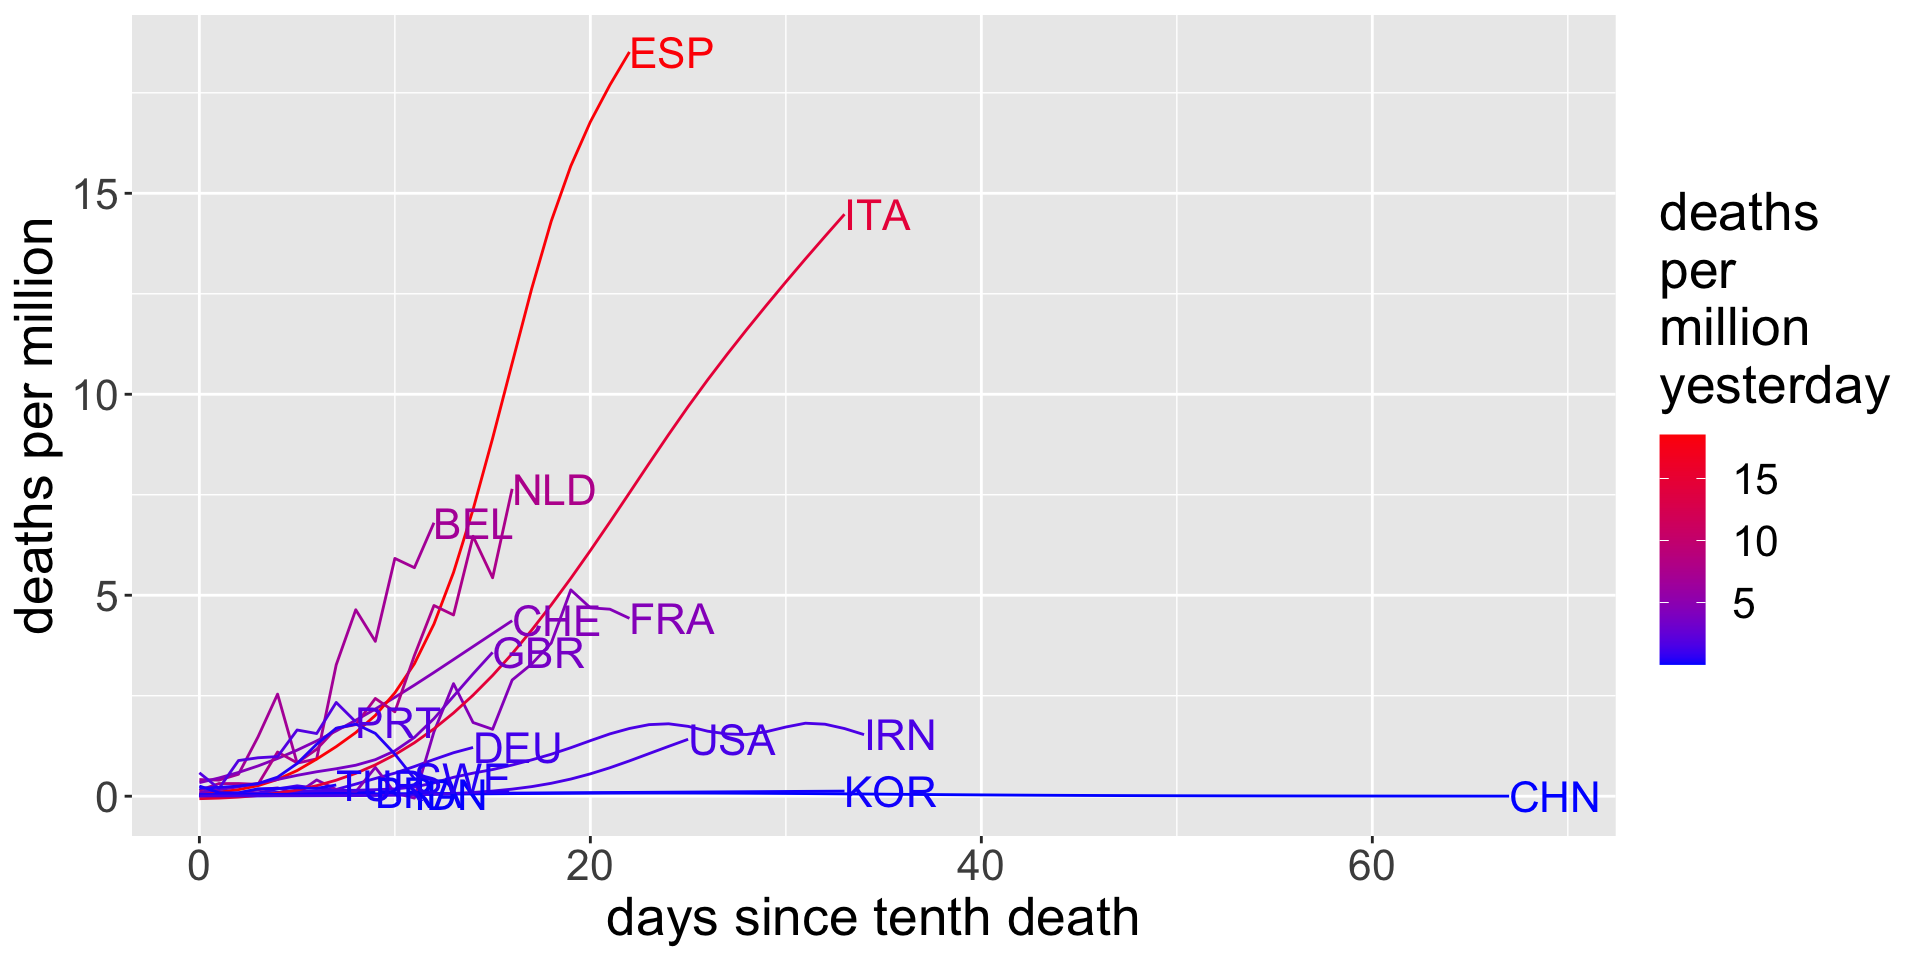 ESP
15
ITA
10
NLD
BEL
5
CHE
FRA
GBR
PRT
DEU
USA
IRN
0
KOR
CHN
0
20
40
60
days since tenth death
deaths per million
deaths
per
million
yesterday
15
10
5